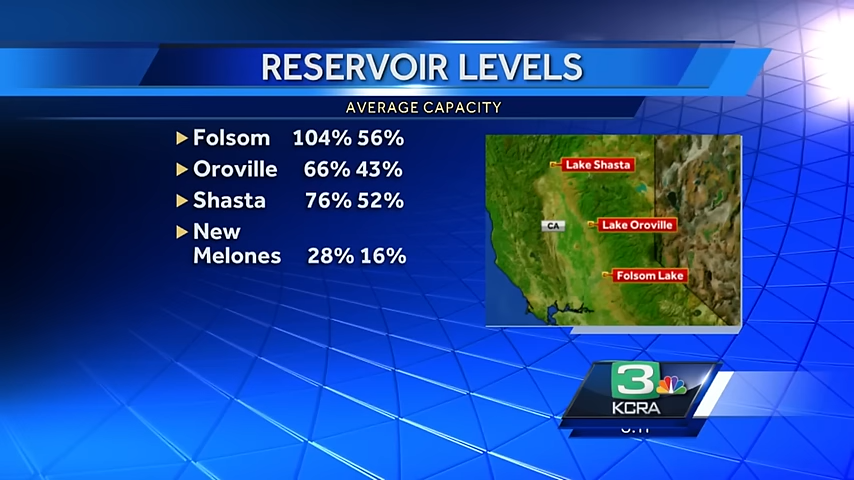 RESERVOIR LEVELS
AVERAGE CAPACITY
Folsom 104% 56%
Oroville 66% 43%
Shasta 76% 52%
New
Melones 28% 16%
Lake Shasta
CA
Lake Oroville
Folsom Lake
3
KCRA